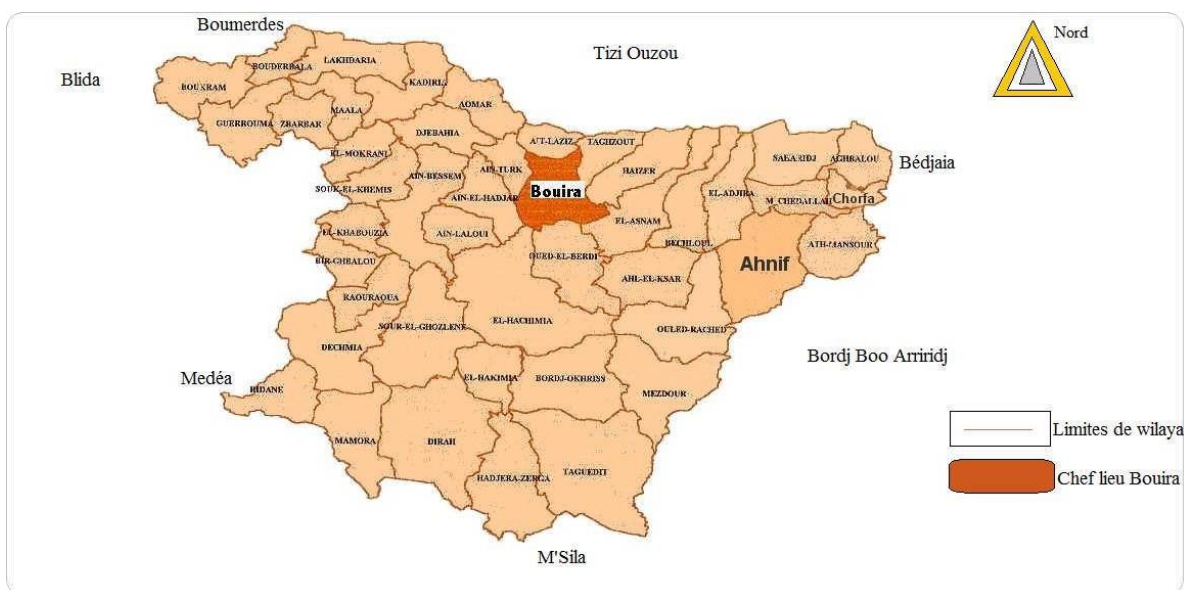 Boumerdes
Tizi Ouzou
Nord
Blida
BOUDERBALA
LAKHDARIA
KADIRIA
BOUKRAM
AOMAR
MAALA
GUERROUMA
ZBARBAR
DJEBAHIA
AIT-LAZIZ
TAGHZOUT
EL-MOKRANI
SAHARIDJ
AGHBALOU
Bédjaia
AIN-BESSEM
AIN-TURK
HAIZER
SOUK-EL-KHEMIS
Bouira
EL-ADJIBA
M_CHEDALLAH
Chorfa
AIN-EL-HADJAR
EL-ASNAM
EL-KHABOUZIA
AIN-LALOUI
BECHLOUL
ATH-MANSOUR
OUED-EL-BERDI
Ahnif
BIR-GHBALOU
AHL-EL-KSAR
RAOURAOUA
EL-HACHIMIA
SOUR-EL-GHOZLENE
OULED-RACHED
DECHMIA
Bordj Boo Arriridj
Medéa
RIDANE
EL-HAKIMIA
BORDJ-OKHRISS
MEZDOUR
Limites de wilaya
MAMORA
DIRAH
HADJERA-ZERGA
TAGUEDIT
Chef lieu Bouira
M'Sila